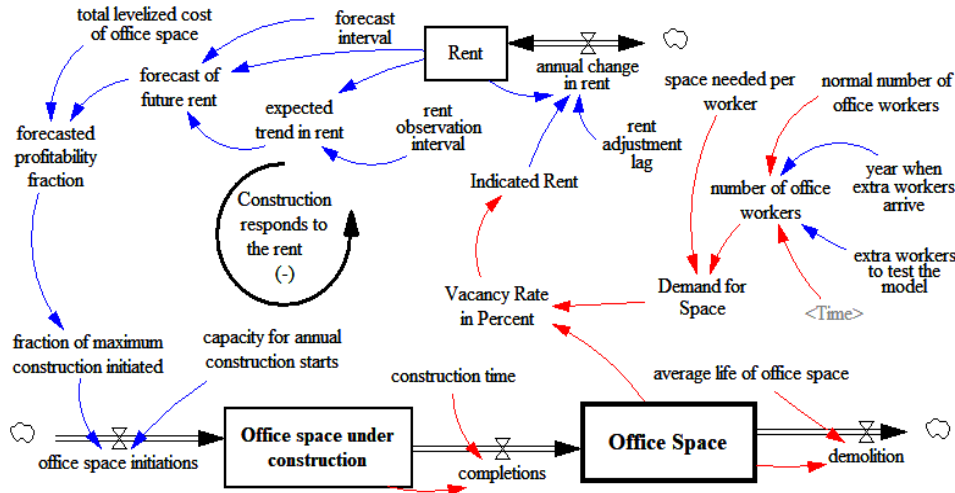 total levelized cost
of office space
forecast
interval
Rent
forecast of
future rent
annual change
in rent
space needed per
worker
normal number of
office workers
expected
trend in rent
rent
observation
interval
rent
adjustment
lag
forecasted
profitability
fraction
Indicated Rent
number of office
workers
year when
extra workers
arrive
Construction
responds to
the rent
(-)
extra workers
to test the
model
Vacancy Rate
in Percent
Demand for
Space
<Time>
fraction of maximum
construction initiated
capacity for annual
construction starts
construction time
average life of office space
Office space under
construction
Office Space
office space initiations
completions
demolition